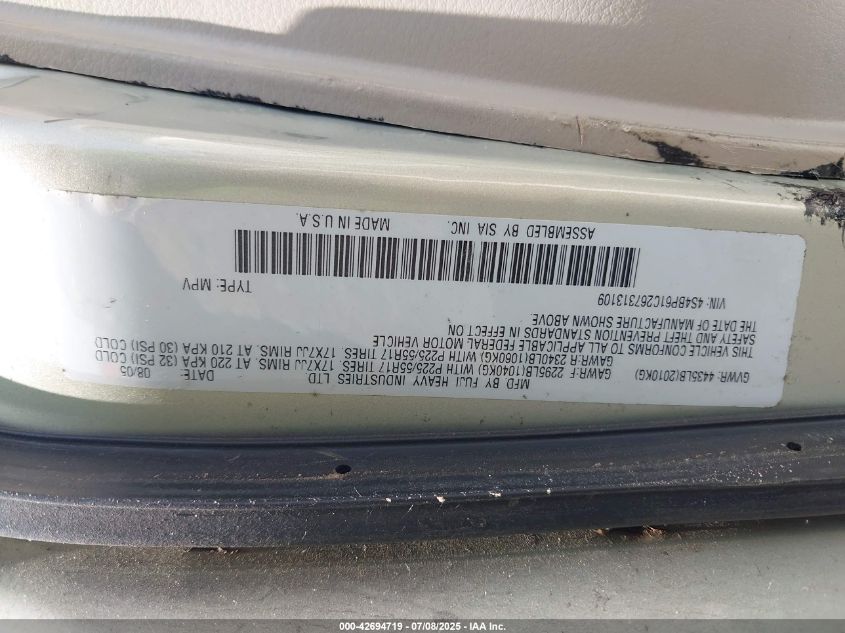 MFD. BY FUJI HEAVY INDUSTRIES LTD. DATE: 08/05
GVWR: 4435LB(2010KG) GAWR:F 2295LB(1040KG) WITH P225/55R17 TIRES, 17X7JJ RIMS, AT 220 KPA (32 PSI) COLD
GAWR:R 2340LB(1060KG) WITH P225/55R17 TIRES, 17X7JJ RIMS, AT 210 KPA (30 PSI) COLD
THIS VEHICLE CONFORMS TO ALL APPLICABLE FEDERAL MOTOR VEHICLE
SAFETY AND THEFT PREVENTION STANDARDS IN EFFECT ON
THE DATE OF MANUFACTURE SHOWN ABOVE
VIN: 4S4BP61C267313109 TYPE: MPV
ASSEMBLED BY SIA INC. MADE IN U.S.A.
000-42694719 - 07/08/2025 - IAA Inc.